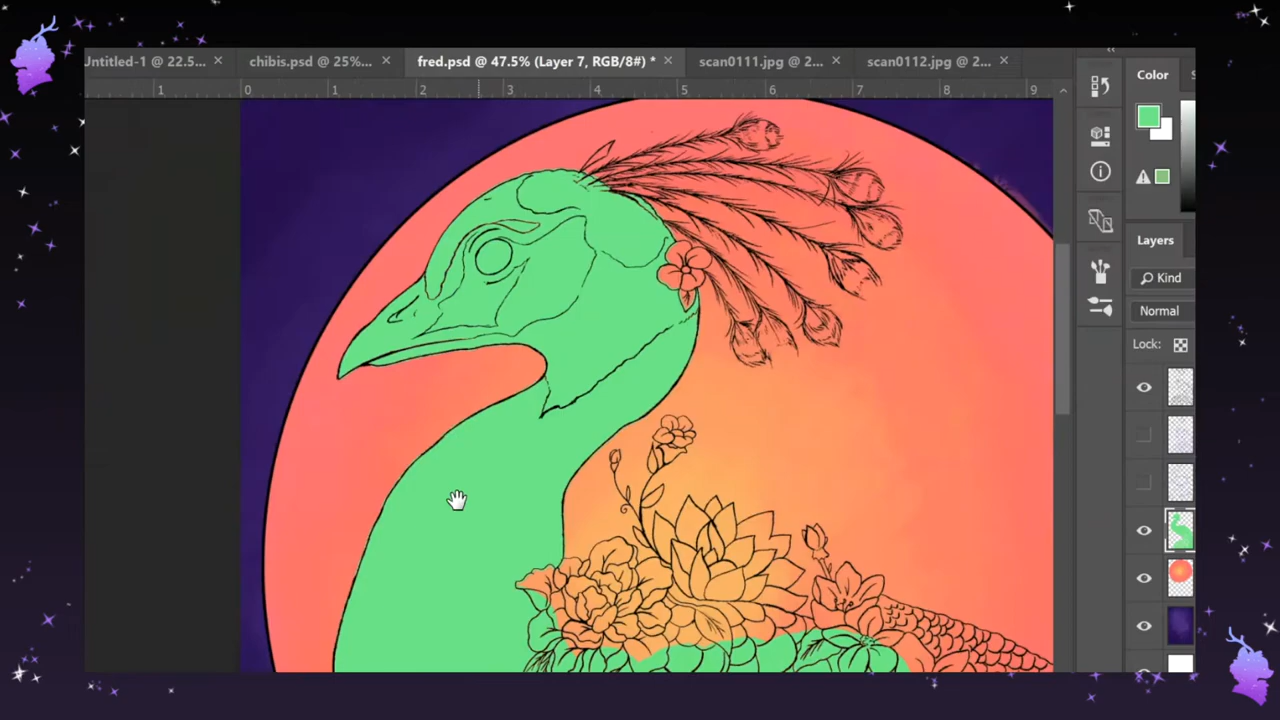 Untitled-1 @ 22.5... × chibis.psd @ 25%... × fred.psd @ 47.5% (Layer 7, RGB/8#) * × scan0111.jpg @ 2... × scan0112.jpg @ 2... ×
1 0 1 2 3 4 5 6 7 8 9
Color
Layers
Kind
Normal
Lock: